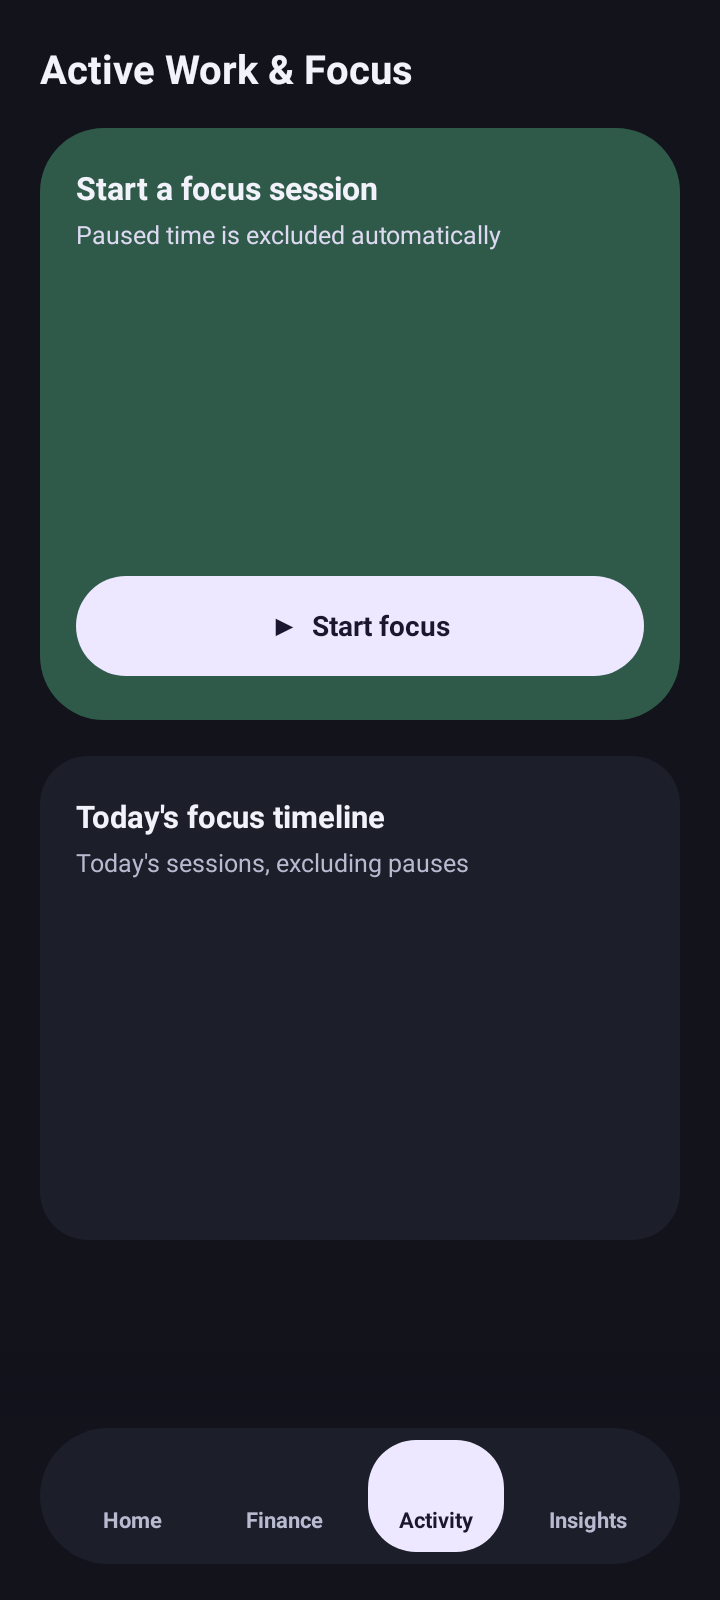 Active Work & Focus
Start a focus session
Paused time is excluded automatically
► Start focus
Today's focus timeline
Today's sessions, excluding pauses
Home
Finance
Activity
Insights